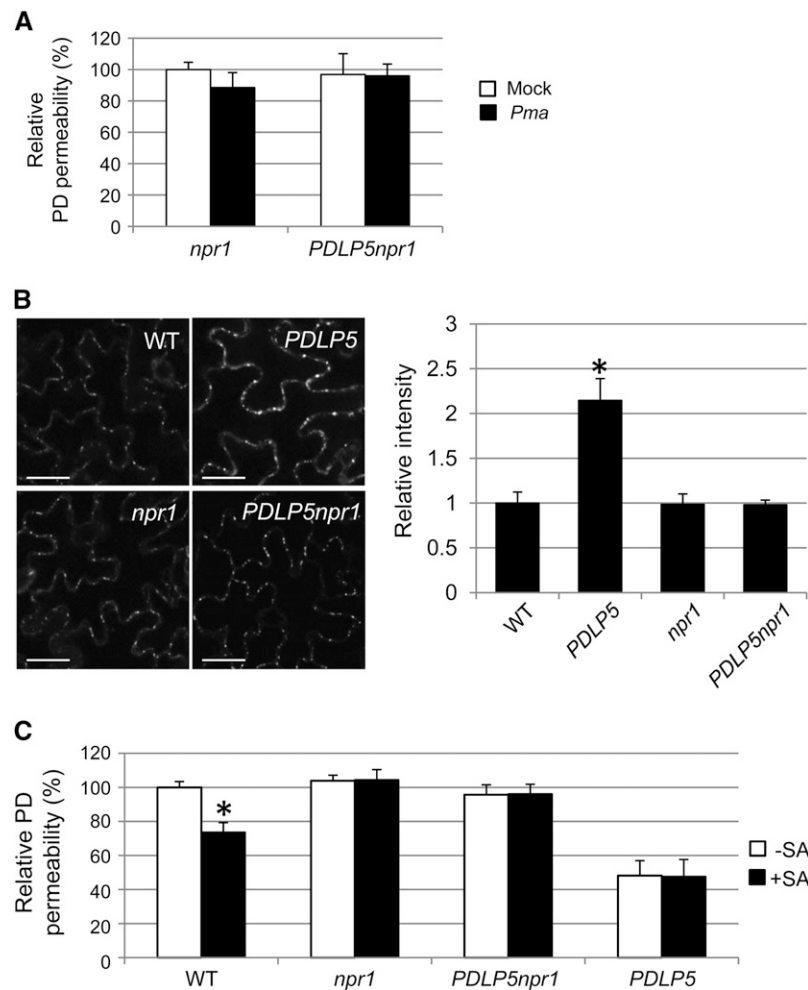 A
120
100
80
60
40
20
0
Relative
PD permeability (%)
npr1
PDLP5npr1
Mock
Pma
B
WT
PDLP5
npr1
PDLP5npr1
3
2.5
2
1.5
1
0.5
0
Relative intensity
*
WT
PDLP5
npr1
PDLP5npr1
C
120
100
80
60
40
20
0
Relative PD
permeability (%)
*
WT
npr1
PDLP5npr1
PDLP5
-SA
+SA